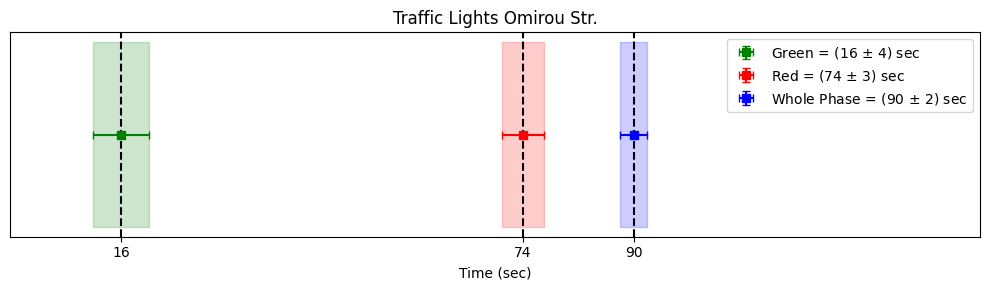 Traffic Lights Omirou Str.
Green = (16 ± 4) sec
Red = (74 ± 3) sec
Whole Phase = (90 ± 2) sec
16 74 90
Time (sec)